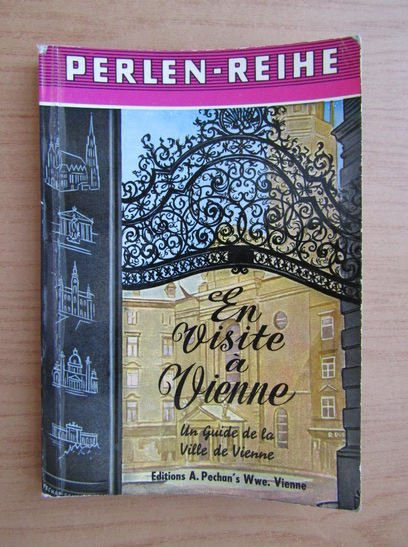 PERLEN-REIHE
En
Visite
à
Vienne
Un Guide de la
Ville de Vienne
Editions A. Pechan's Wwe. Vienne